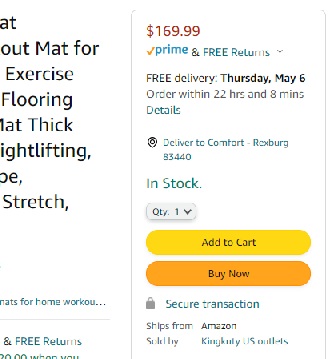 at
out Mat for
Exercise
Flooring
Mat Thick
ightlifting,
pe,
Stretch,
mats for home workou...
& FREE Returns
20.00 when you
$169.99
prime & FREE Returns
FREE delivery: Thursday, May 6
Order within 22 hrs and 8 mins
Details
Deliver to Comfort - Rexburg
83440
In Stock.
Qty: 1
Add to Cart
Buy Now
Secure transaction
Ships from Amazon
Sold by Kingkuty US outlets